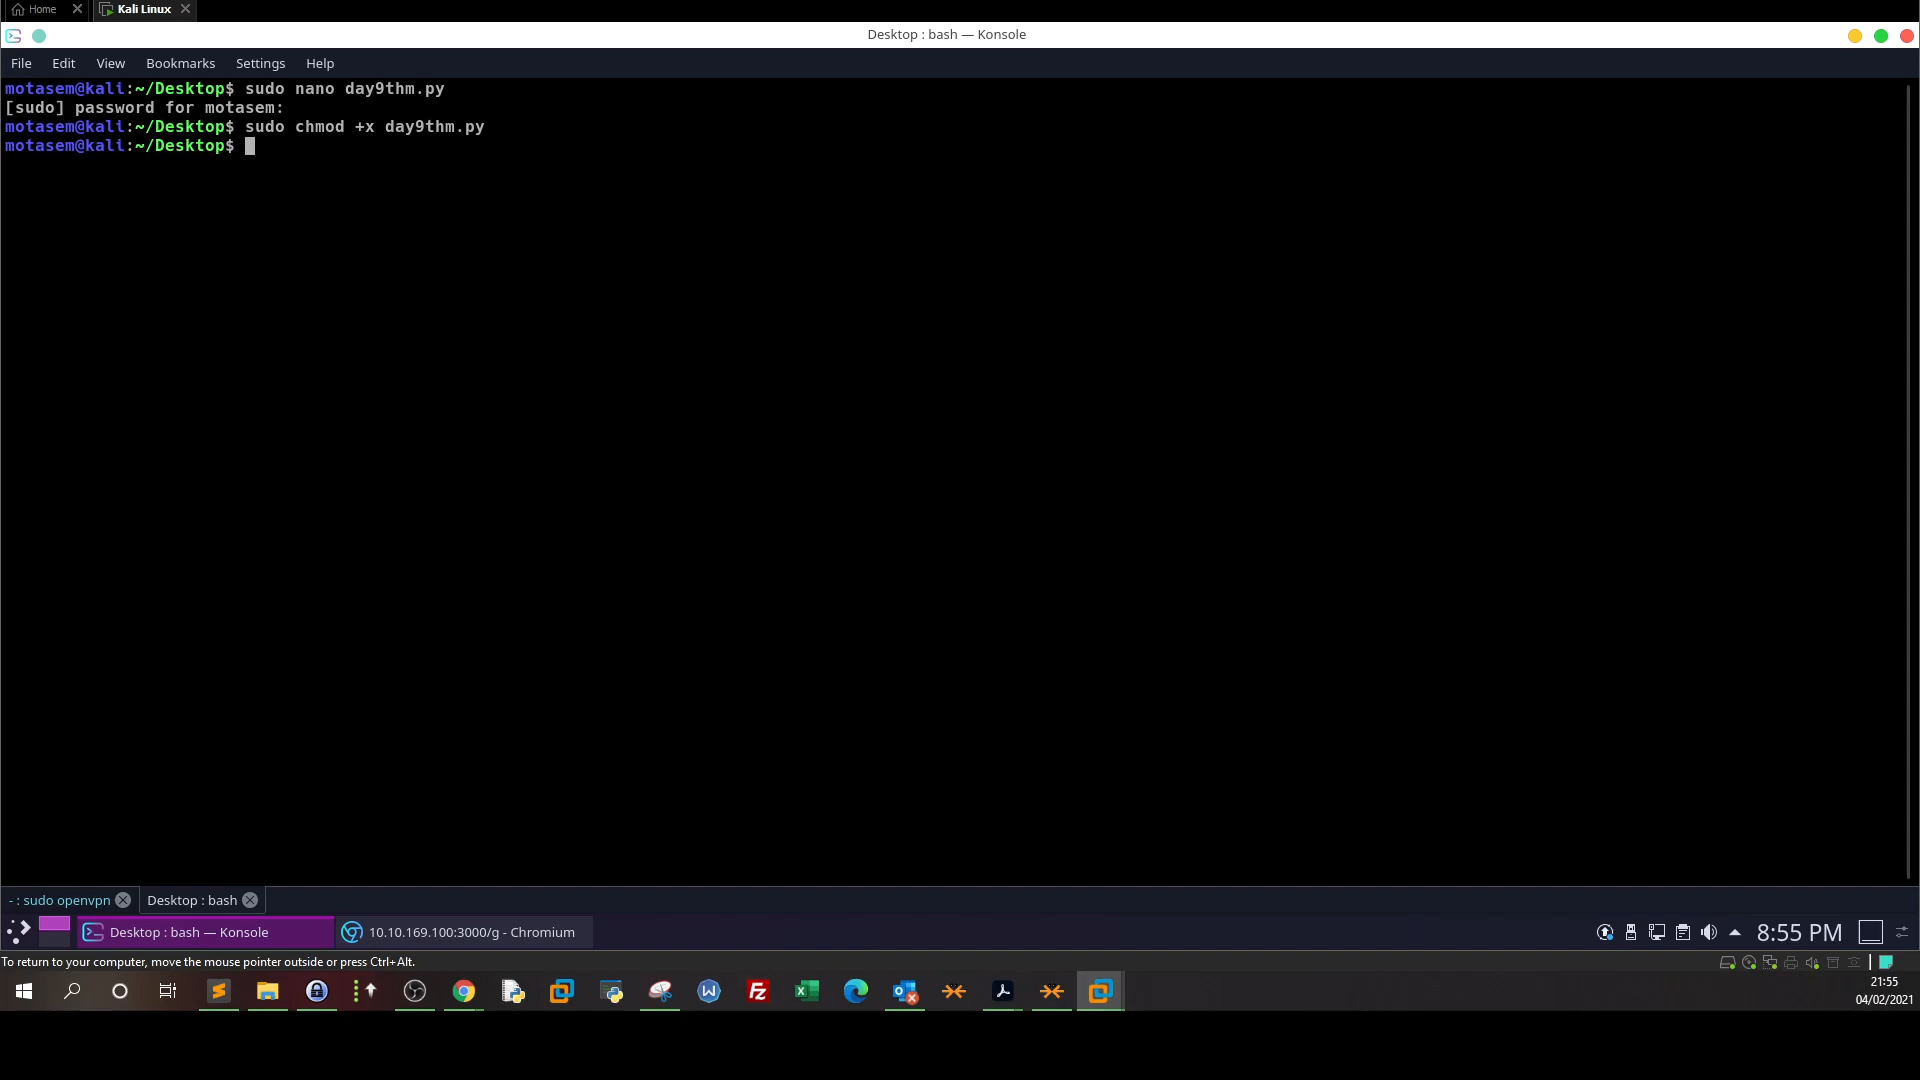 Home
Kali Linux
Desktop : bash — Konsole
File Edit View Bookmarks Settings Help
motasem@kali:~/Desktop$ sudo nano day9thm.py
[sudo] password for motasem:
motasem@kali:~/Desktop$ sudo chmod +x day9thm.py
motasem@kali:~/Desktop$
- : sudo openvpn
Desktop : bash
Desktop : bash — Konsole
10.10.169.100:3000/g - Chromium
8:55 PM
To return to your computer, move the mouse pointer outside or press Ctrl+Alt.
21:55
04/02/2021